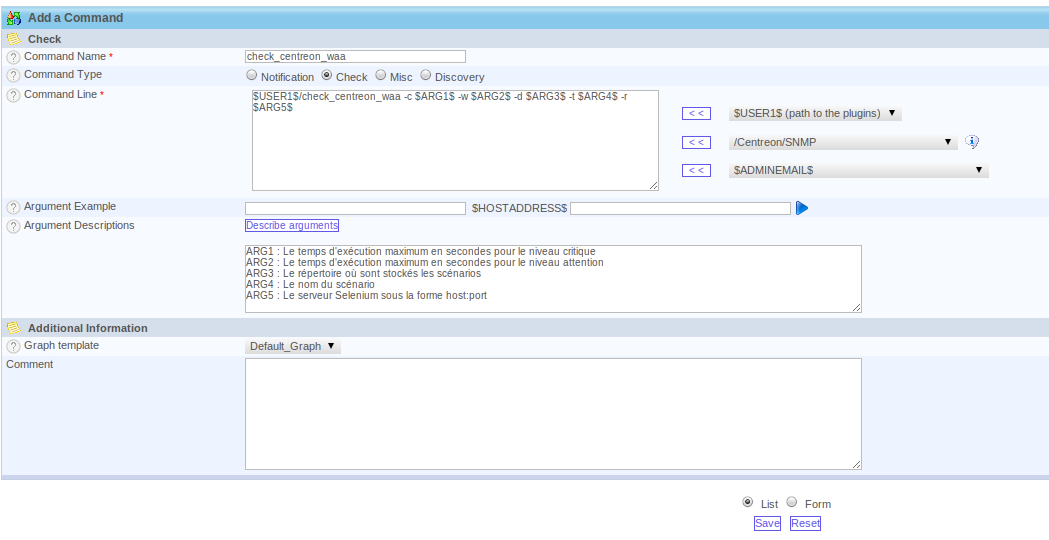 Add a Command
Check
Command Name *
check_centreon_waa
Command Type
Notification Check Misc Discovery
Command Line *
$USER1$/check_centreon_waa -c $ARG1$ -w $ARG2$ -d $ARG3$ -t $ARG4$ -r
$ARG5$
<< $USER1$ (path to the plugins)
<< /Centreon/SNMP
<< $ADMINEMAIL$
Argument Example
$HOSTADDRESS$
Argument Descriptions
Describe arguments
ARG1 : Le temps d'exécution maximum en secondes pour le niveau critique
ARG2 : Le temps d'exécution maximum en secondes pour le niveau attention
ARG3 : Le répertoire où sont stockés les scénarios
ARG4 : Le nom du scénario
ARG5 : Le serveur Selenium sous la forme host:port
Additional Information
Graph template
Default_Graph
Comment
List Form
Save Reset